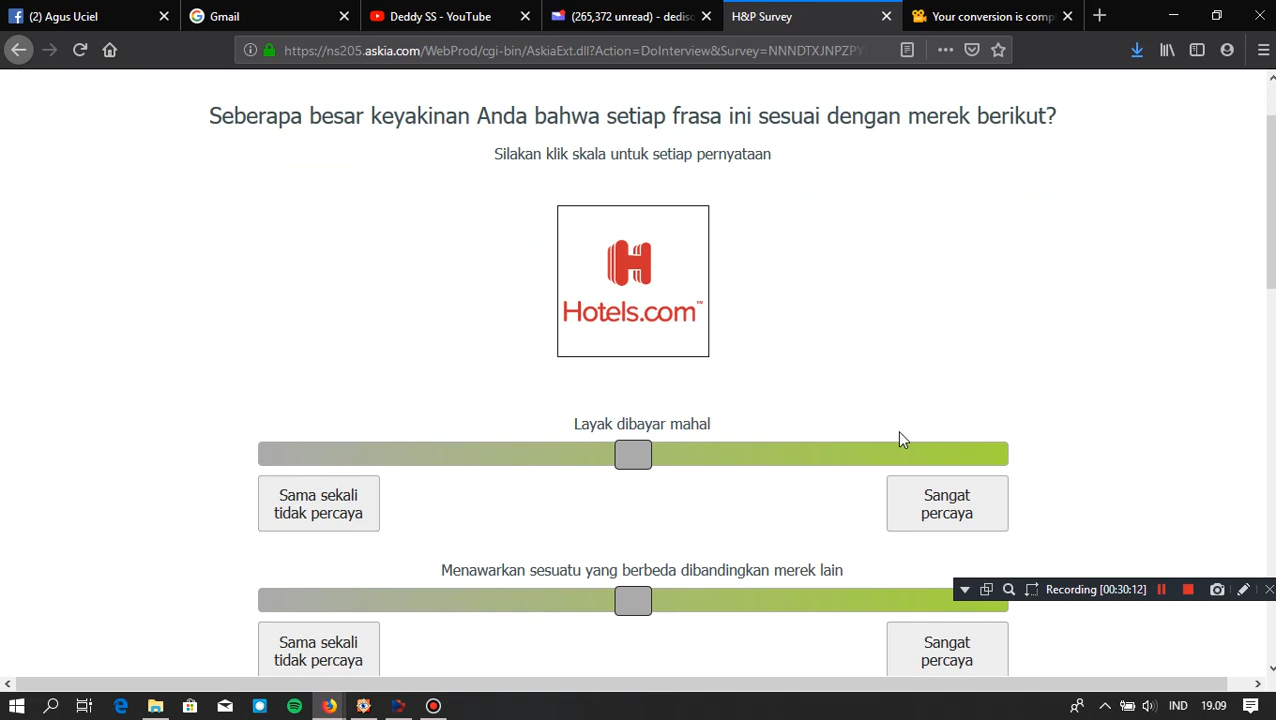 (2) Agus Uciel
Gmail
Deddy SS - YouTube
(265,372 unread) - dediso
H&P Survey
Your conversion is comp
https://ns205.askia.com/WebProd/cgi-bin/AskiaExt.dll?Action=DoInterview&Survey=NNNDTXJNPZPY
Seberapa besar keyakinan Anda bahwa setiap frasa ini sesuai dengan merek berikut?
Silakan klik skala untuk setiap pernyataan
Hotels.com™
Layak dibayar mahal
Sama sekali
tidak percaya
Sangat
percaya
Menawarkan sesuatu yang berbeda dibandingkan merek lain
Recording [00:30:12]
Sama sekali
tidak percaya
Sangat
percaya
IND
19.09